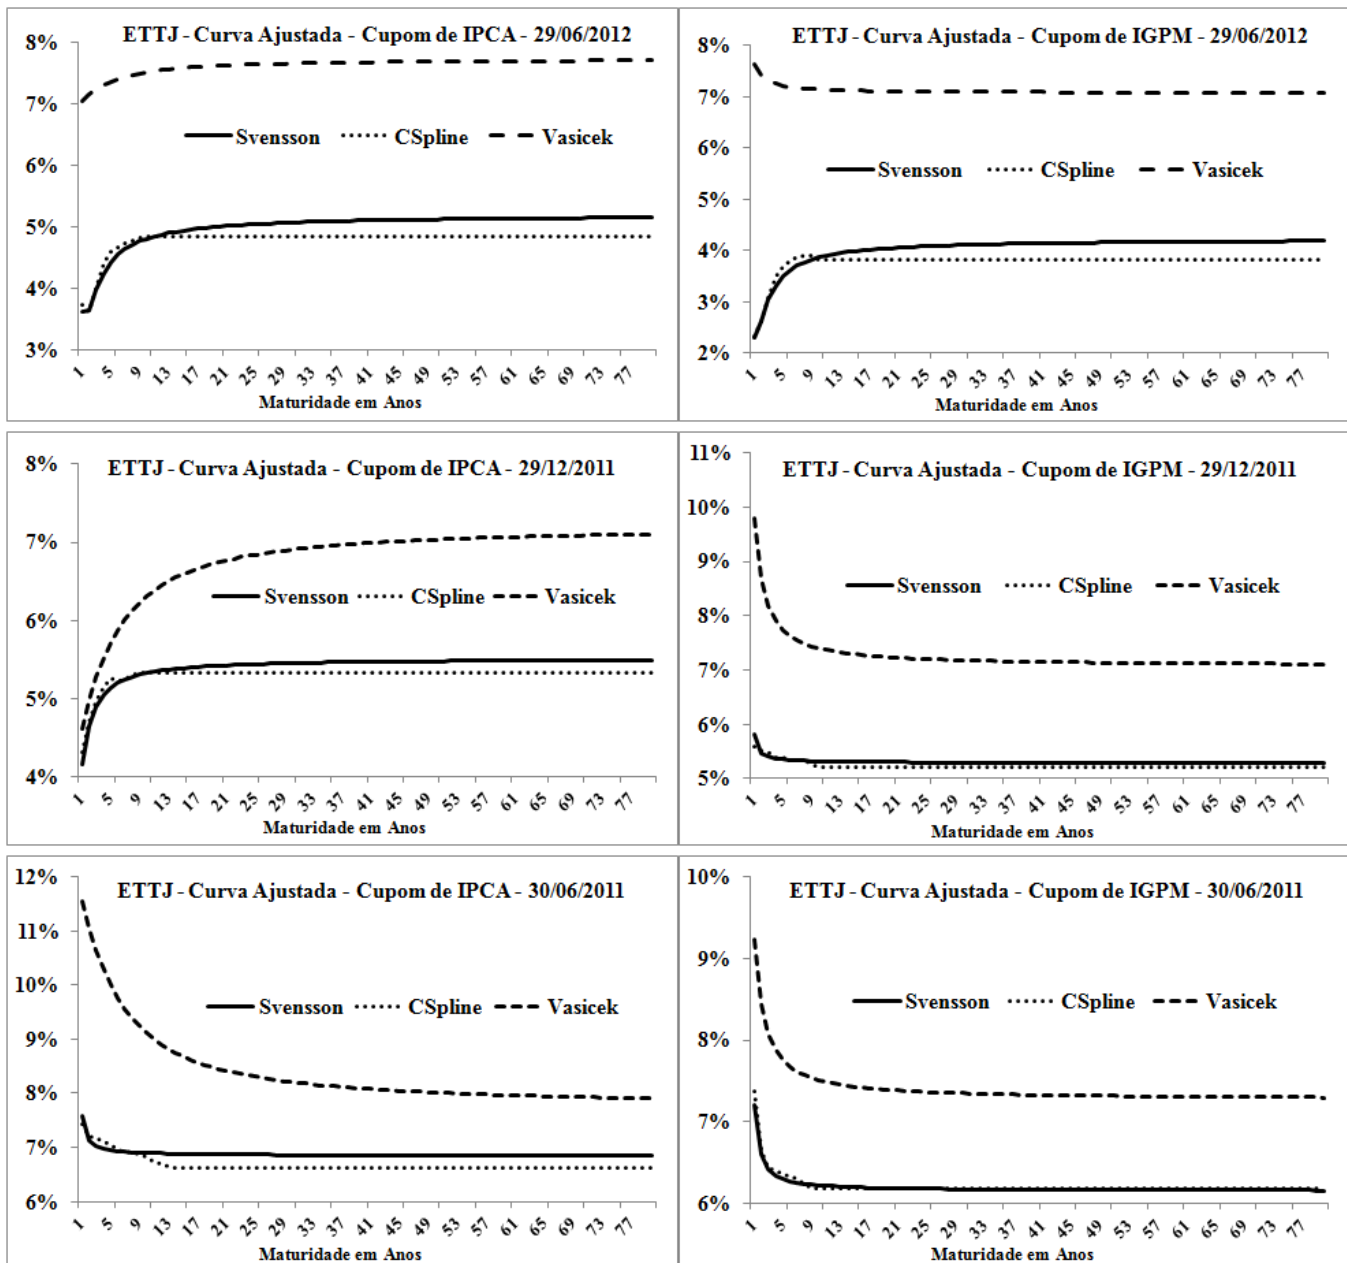 ETTJ - Curva Ajustada - Cupom de IPCA - 29/06/2012
8%
7%
6%
5%
4%
3%
Svensson CSpline Vasicek
1 5 9 13 17 21 25 29 33 37 41 45 49 53 57 61 65 69 73 77
Maturidade em Anos
ETTJ - Curva Ajustada - Cupom de IGPM - 29/06/2012
8%
7%
6%
5%
4%
3%
2%
Svensson CSpline Vasicek
1 5 9 13 17 21 25 29 33 37 41 45 49 53 57 61 65 69 73 77
Maturidade em Anos
ETTJ - Curva Ajustada - Cupom de IPCA - 29/12/2011
8%
7%
6%
5%
4%
Svensson CSpline Vasicek
1 5 9 13 17 21 25 29 33 37 41 45 49 53 57 61 65 69 73 77
Maturidade em Anos
ETTJ - Curva Ajustada - Cupom de IGPM - 29/12/2011
11%
10%
9%
8%
7%
6%
5%
Svensson CSpline Vasicek
1 5 9 13 17 21 25 29 33 37 41 45 49 53 57 61 65 69 73 77
Maturidade em Anos
ETTJ - Curva Ajustada - Cupom de IPCA - 30/06/2011
12%
11%
10%
9%
8%
7%
6%
Svensson CSpline Vasicek
1 5 9 13 17 21 25 29 33 37 41 45 49 53 57 61 65 69 73 77
Maturidade em Anos
ETTJ - Curva Ajustada - Cupom de IGPM - 30/06/2011
10%
9%
8%
7%
6%
Svensson CSpline Vasicek
1 5 9 13 17 21 25 29 33 37 41 45 49 53 57 61 65 69 73 77
Maturidade em Anos